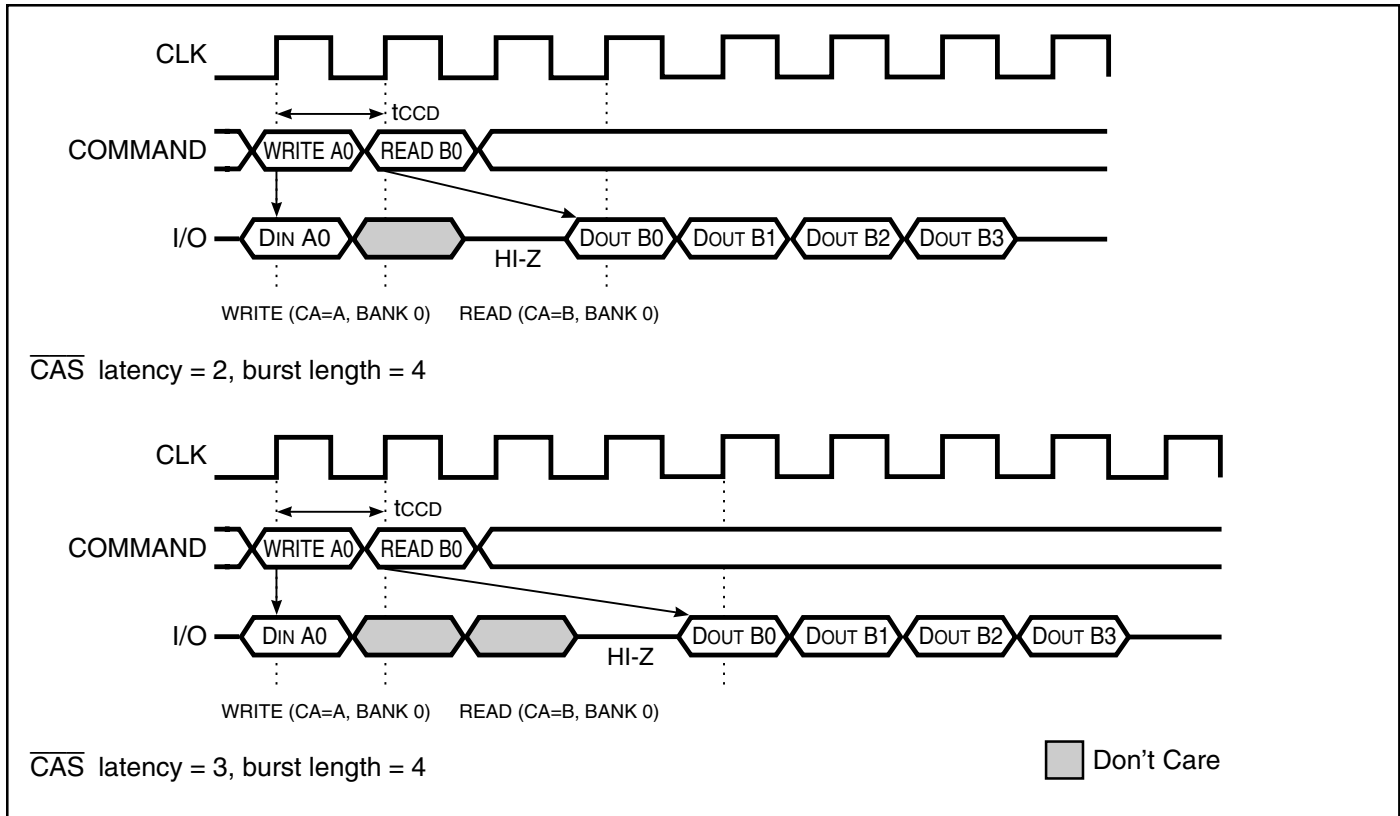 CLK
tCCD
COMMAND WRITE A0 READ B0
I/O DIN A0 DOUT B0 DOUT B1 DOUT B2 DOUT B3
HI-Z
WRITE (CA=A, BANK 0) READ (CA=B, BANK 0)
CAS latency = 2, burst length = 4
CLK
tCCD
COMMAND WRITE A0 READ B0
I/O DIN A0 DOUT B0 DOUT B1 DOUT B2 DOUT B3
HI-Z
WRITE (CA=A, BANK 0) READ (CA=B, BANK 0)
CAS latency = 3, burst length = 4
Don't Care